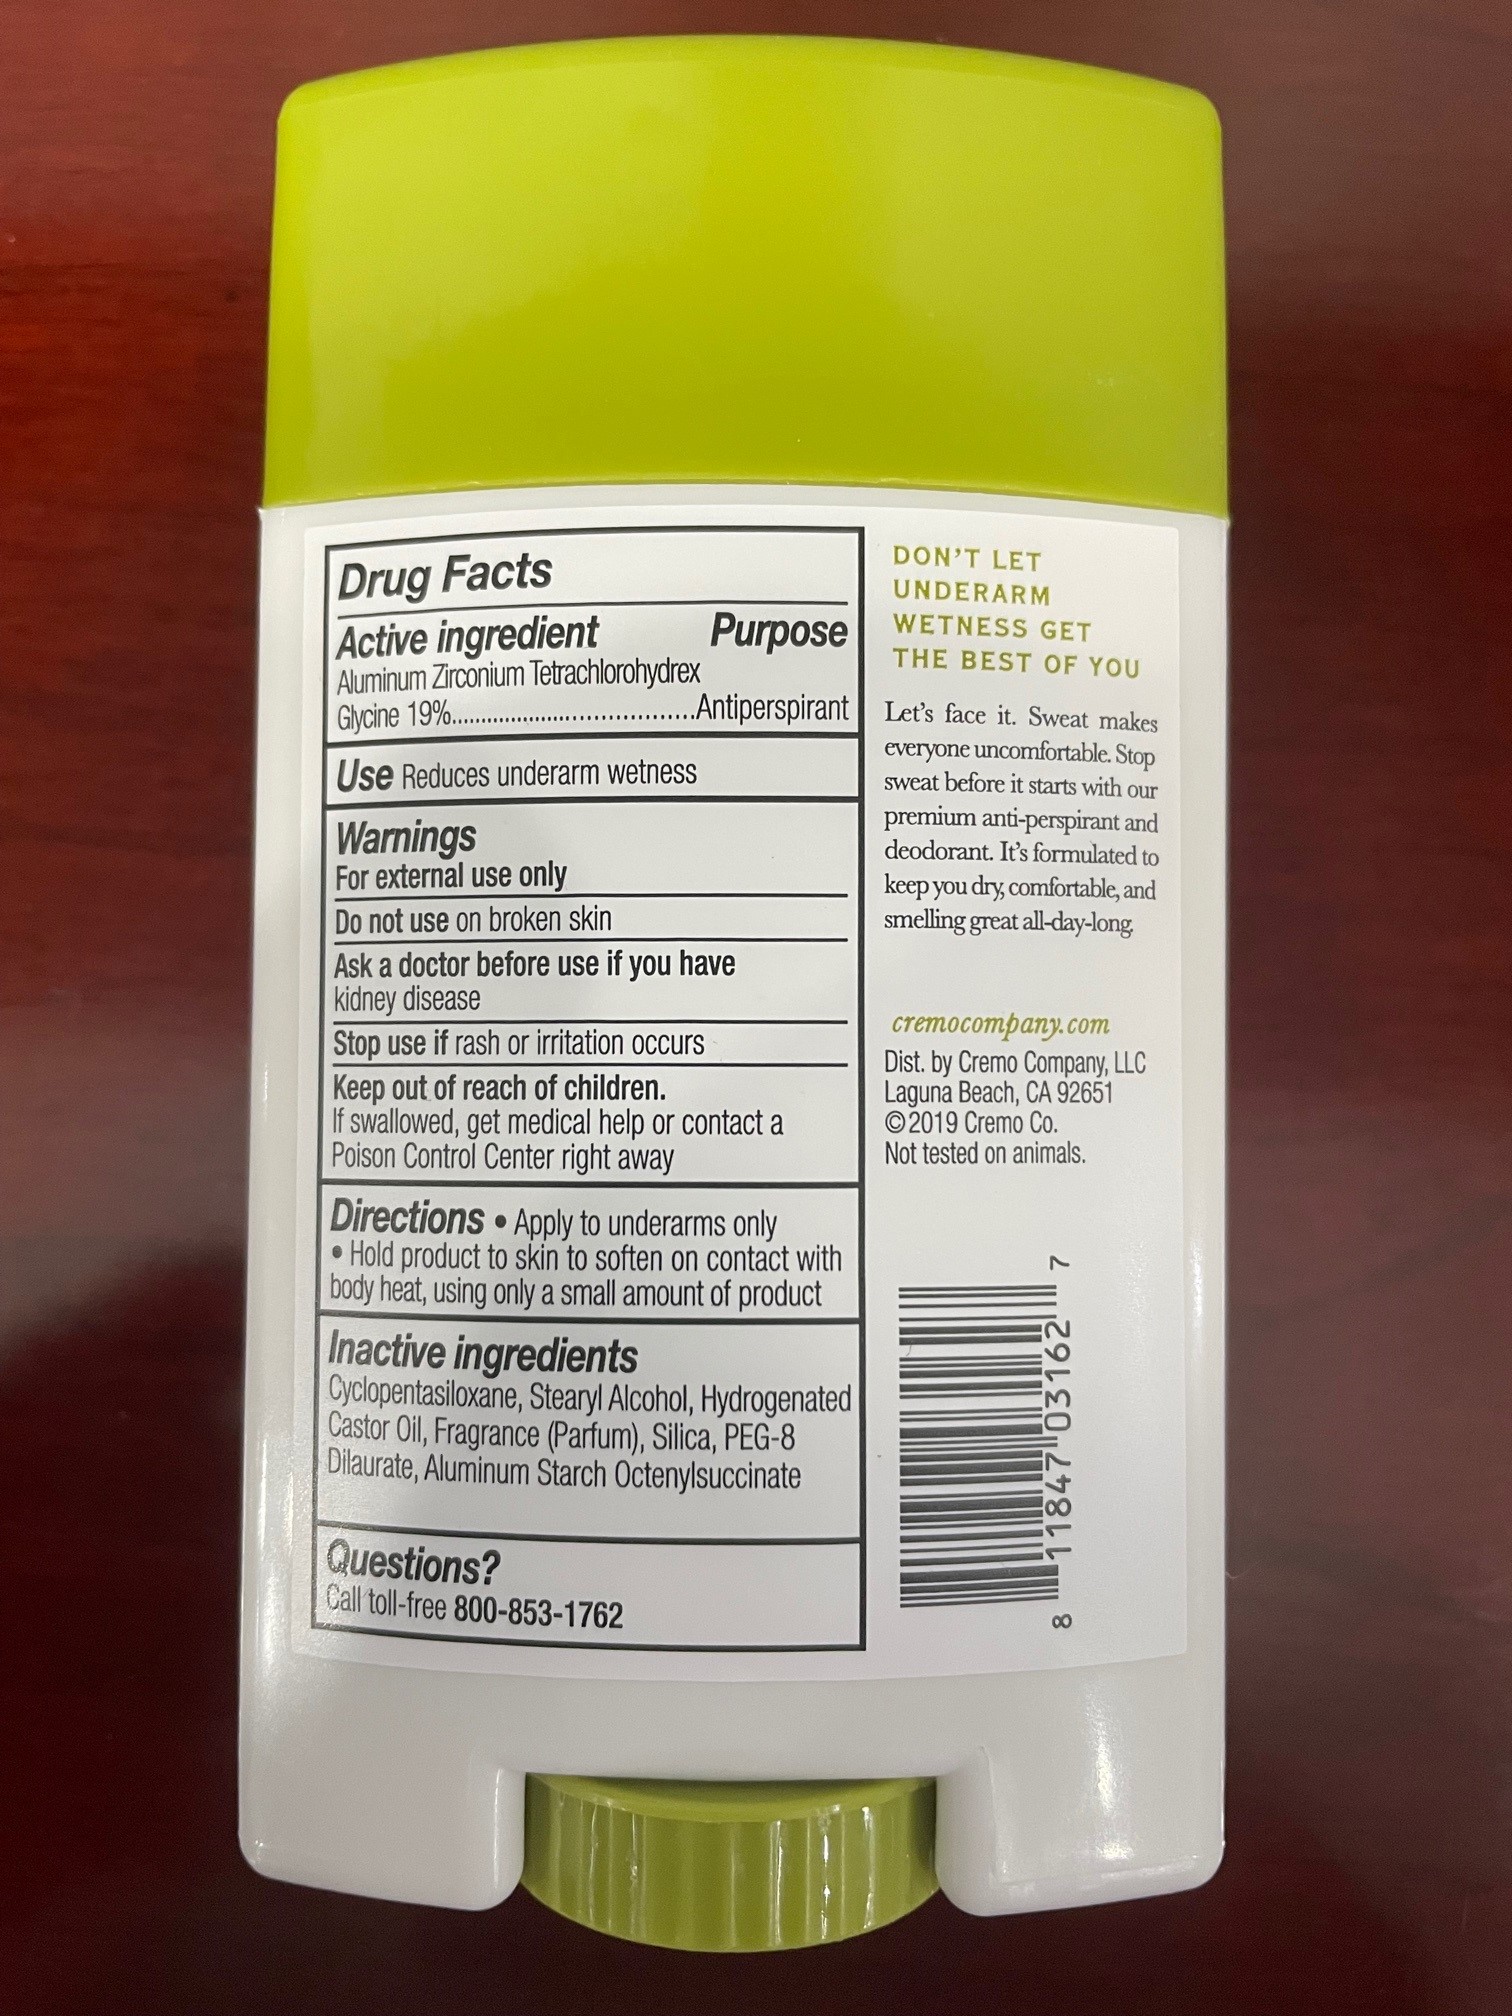 Drug Facts
Active ingredient Purpose
Aluminum Zirconium Tetrachlorohydrex
Glycine 19%..........................................Antiperspirant
Use Reduces underarm wetness
Warnings
For external use only
Do not use on broken skin
Ask a doctor before use if you have
kidney disease
Stop use if rash or irritation occurs
Keep out of reach of children.
If swallowed, get medical help or contact a
Poison Control Center right away
Directions • Apply to underarms only
• Hold product to skin to soften on contact with
body heat, using only a small amount of product
Inactive ingredients
Cyclopentasiloxane, Stearyl Alcohol, Hydrogenated
Castor Oil, Fragrance (Parfum), Silica, PEG-8
Dilaurate, Aluminum Starch Octenylsuccinate
Questions?
Call toll-free 800-853-1762
DON'T LET
UNDERARM
WETNESS GET
THE BEST OF YOU
Let's face it. Sweat makes
everyone uncomfortable. Stop
sweat before it starts with our
premium anti-perspirant and
deodorant. It's formulated to
keep you dry, comfortable, and
smelling great all-day-long.
cremocompany.com
Dist. by Cremo Company, LLC
Laguna Beach, CA 92651
©2019 Cremo Co.
Not tested on animals.
8 11847 03162 7